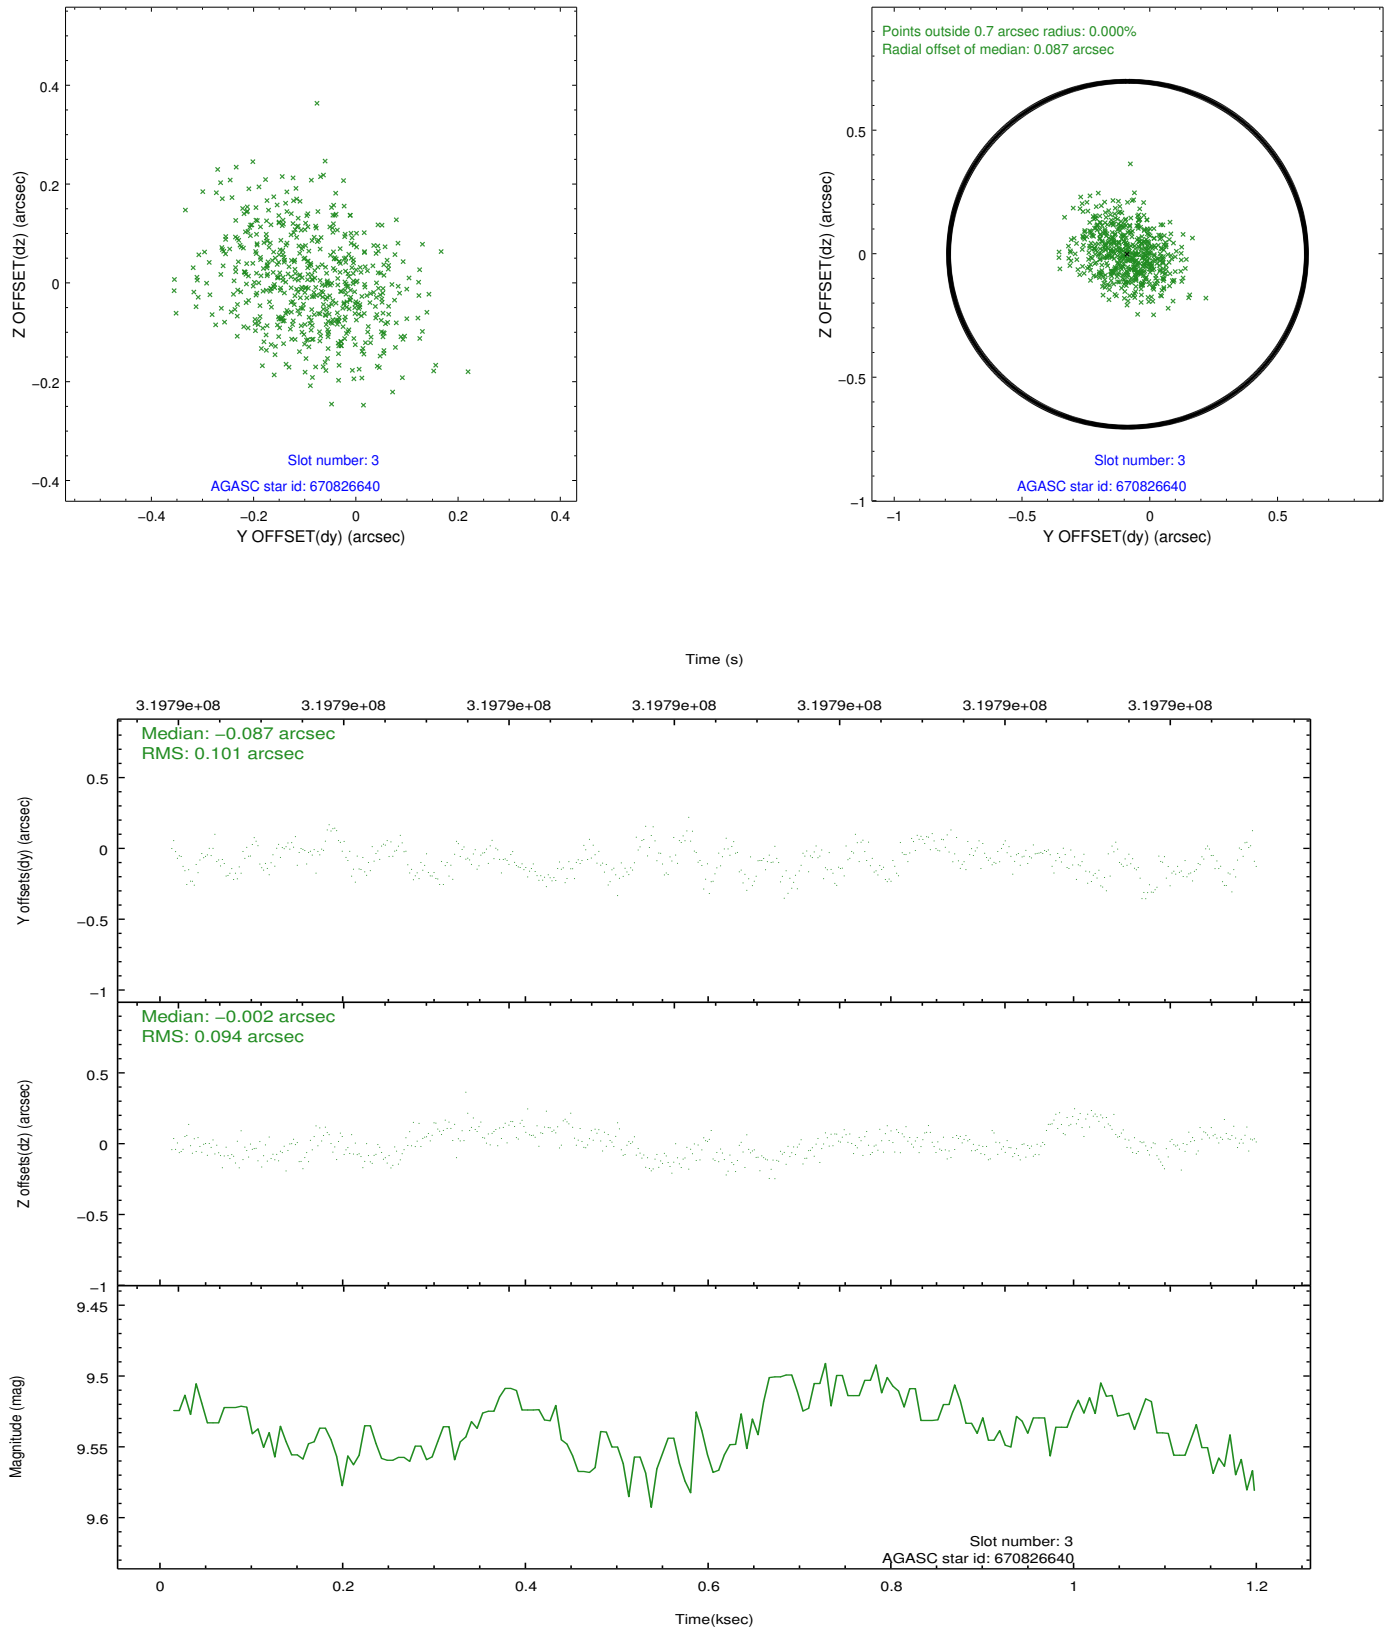 0.4
0.2
0
−0.2
−0.4
Z OFFSET(dz) (arcsec)
Slot number: 3
AGASC star id: 670826640
−0.4
−0.2
0
0.2
0.4
Y OFFSET(dy) (arcsec)
Points outside 0.7 arcsec radius: 0.000%
Radial offset of median: 0.087 arcsec
0.5
0
−0.5
−1
Z OFFSET(dz) (arcsec)
Slot number: 3
AGASC star id: 670826640
−1
−0.5
0
0.5
Y OFFSET(dy) (arcsec)
Time (s)
3.1979e+08
3.1979e+08
3.1979e+08
3.1979e+08
3.1979e+08
3.1979e+08
3.1979e+08
Median: −0.087 arcsec
RMS: 0.101 arcsec
0.5
0
−0.5
−1
Y offsets(dy) (arcsec)
Median: −0.002 arcsec
RMS: 0.094 arcsec
0.5
0
−0.5
−1
Z offsets(dz) (arcsec)
9.45
9.5
9.55
9.6
Magnitude (mag)
Slot number: 3
AGASC star id: 670826640
0
0.2
0.4
0.6
0.8
1
1.2
Time(ksec)